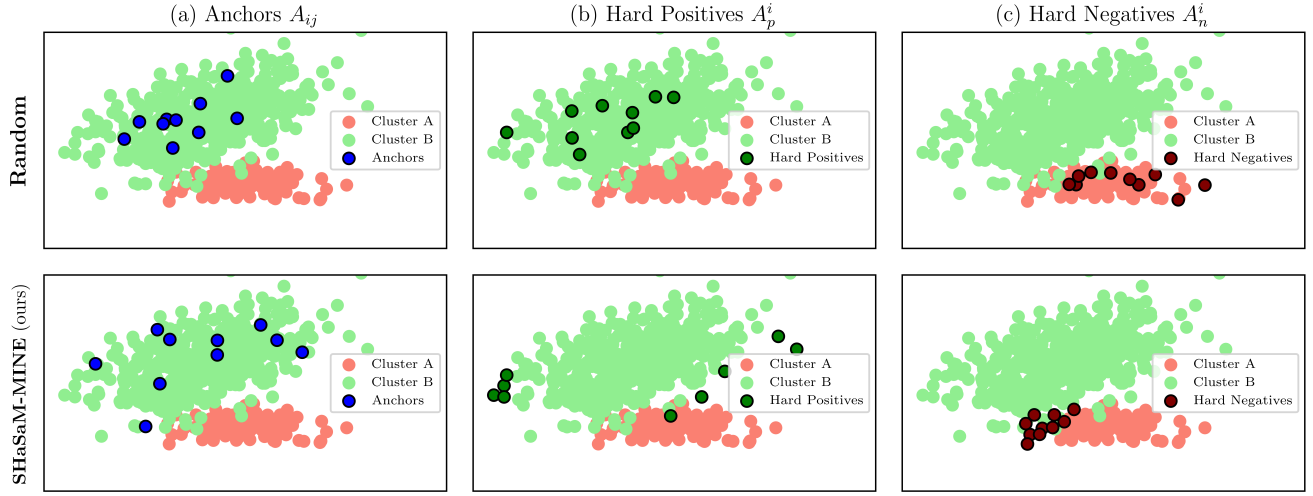 (a) Anchors $A_{ij}$
(b) Hard Positives $A_p^i$
(c) Hard Negatives $A_n^i$
Random
Cluster A
Cluster B
Anchors
Cluster A
Cluster B
Hard Positives
Cluster A
Cluster B
Hard Negatives
SHaSaM-MINE (ours)
Cluster A
Cluster B
Anchors
Cluster A
Cluster B
Hard Positives
Cluster A
Cluster B
Hard Negatives